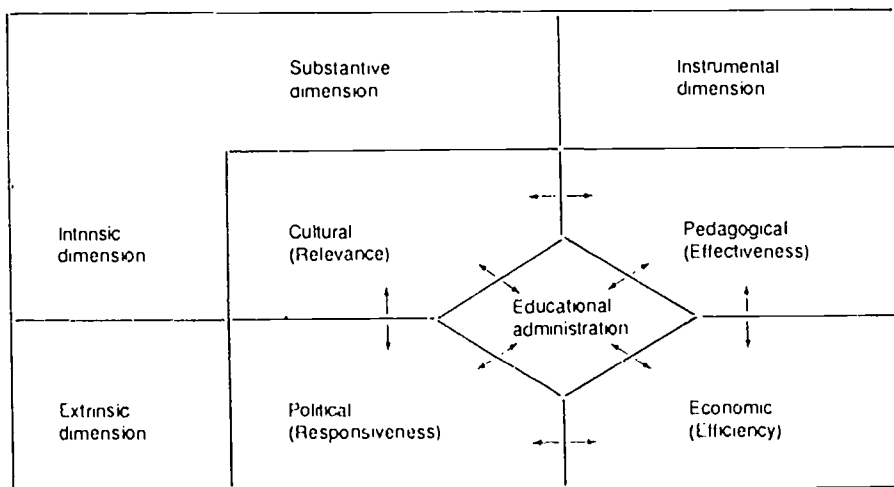 Substantive
dimension
Instrumental
dimension
Intrinsic
dimension
Cultural
(Relevance)
Pedagogical
(Effectiveness)
Educational
administration
Extrinsic
dimension
Political
(Responsiveness)
Economic
(Efficiency)